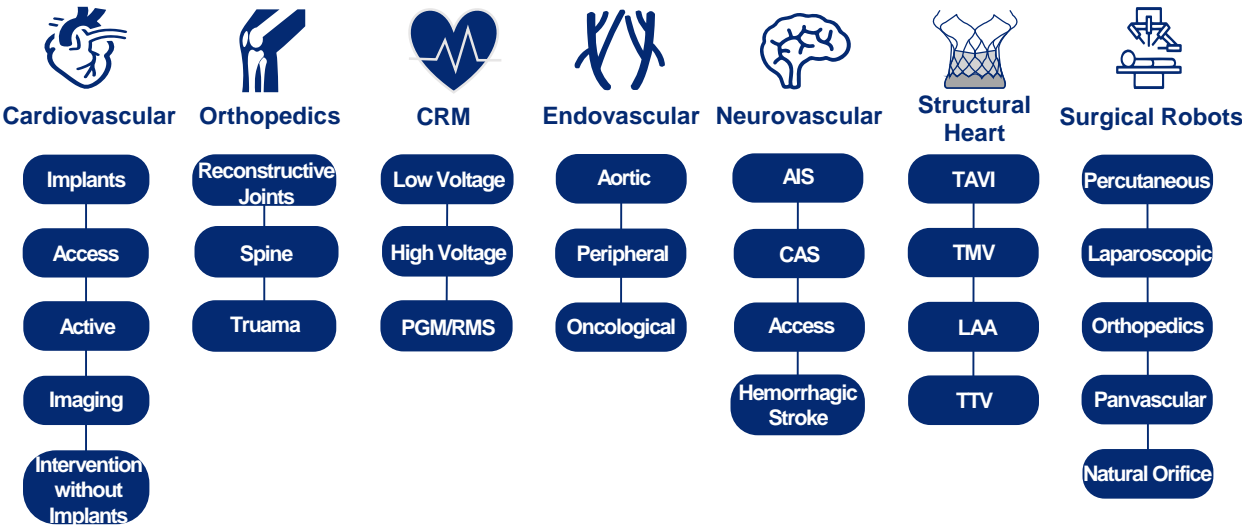 Cardiovascular
Implants
Access
Active
Imaging
Intervention
without
Implants
Orthopedics
Reconstructive
Joints
Spine
Truama
CRM
Low Voltage
High Voltage
PGM/RMS
Endovascular
Aortic
Peripheral
Oncological
Neurovascular
AIS
CAS
Access
Hemorrhagic
Stroke
Structural
Heart
TAVI
TMV
LAA
TTV
Surgical Robots
Percutaneous
Laparoscopic
Orthopedics
Panvascular
Natural Orifice